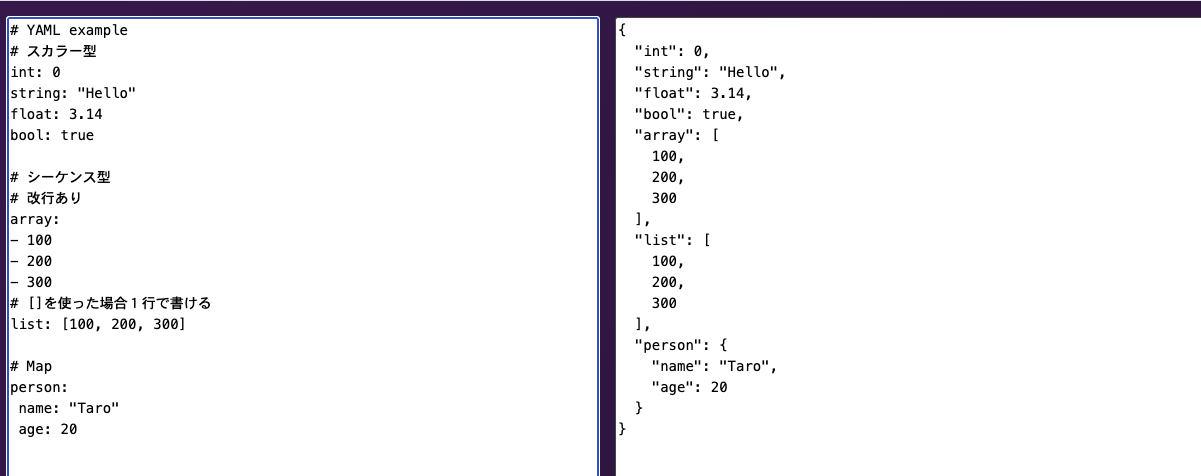 # YAML example
# スカラー型
int: 0
string: "Hello"
float: 3.14
bool: true

# シーケンス型
# 改行あり
array:
- 100
- 200
- 300
# []を使った場合１行で書ける
list: [100, 200, 300]

# Map
person:
 name: "Taro"
 age: 20

{
  "int": 0,
  "string": "Hello",
  "float": 3.14,
  "bool": true,
  "array": [
    100,
    200,
    300
  ],
  "list": [
    100,
    200,
    300
  ],
  "person": {
    "name": "Taro",
    "age": 20
  }
}